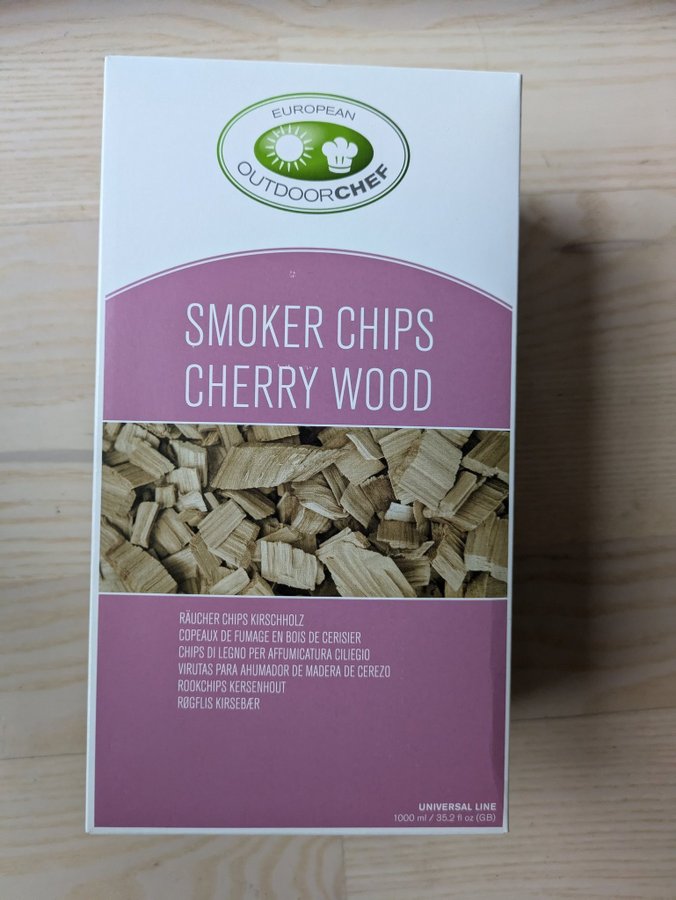 EUROPEAN
OUTDOORCHEF
SMOKER CHIPS
CHERRY WOOD
RÄUCHER CHIPS KIRSCHHOLZ
COPEAUX DE FUMAGE EN BOIS DE CERISIER
CHIPS DI LEGNO PER AFFUMICATURA CILIEGIO
VIRUTAS PARA AHUMADOR DE MADERA DE CEREZO
ROOKCHIPS KERSENHOUT
RØGFLIS KIRSEBÆR
UNIVERSAL LINE
1000 ml / 35.2 fl oz (GB)